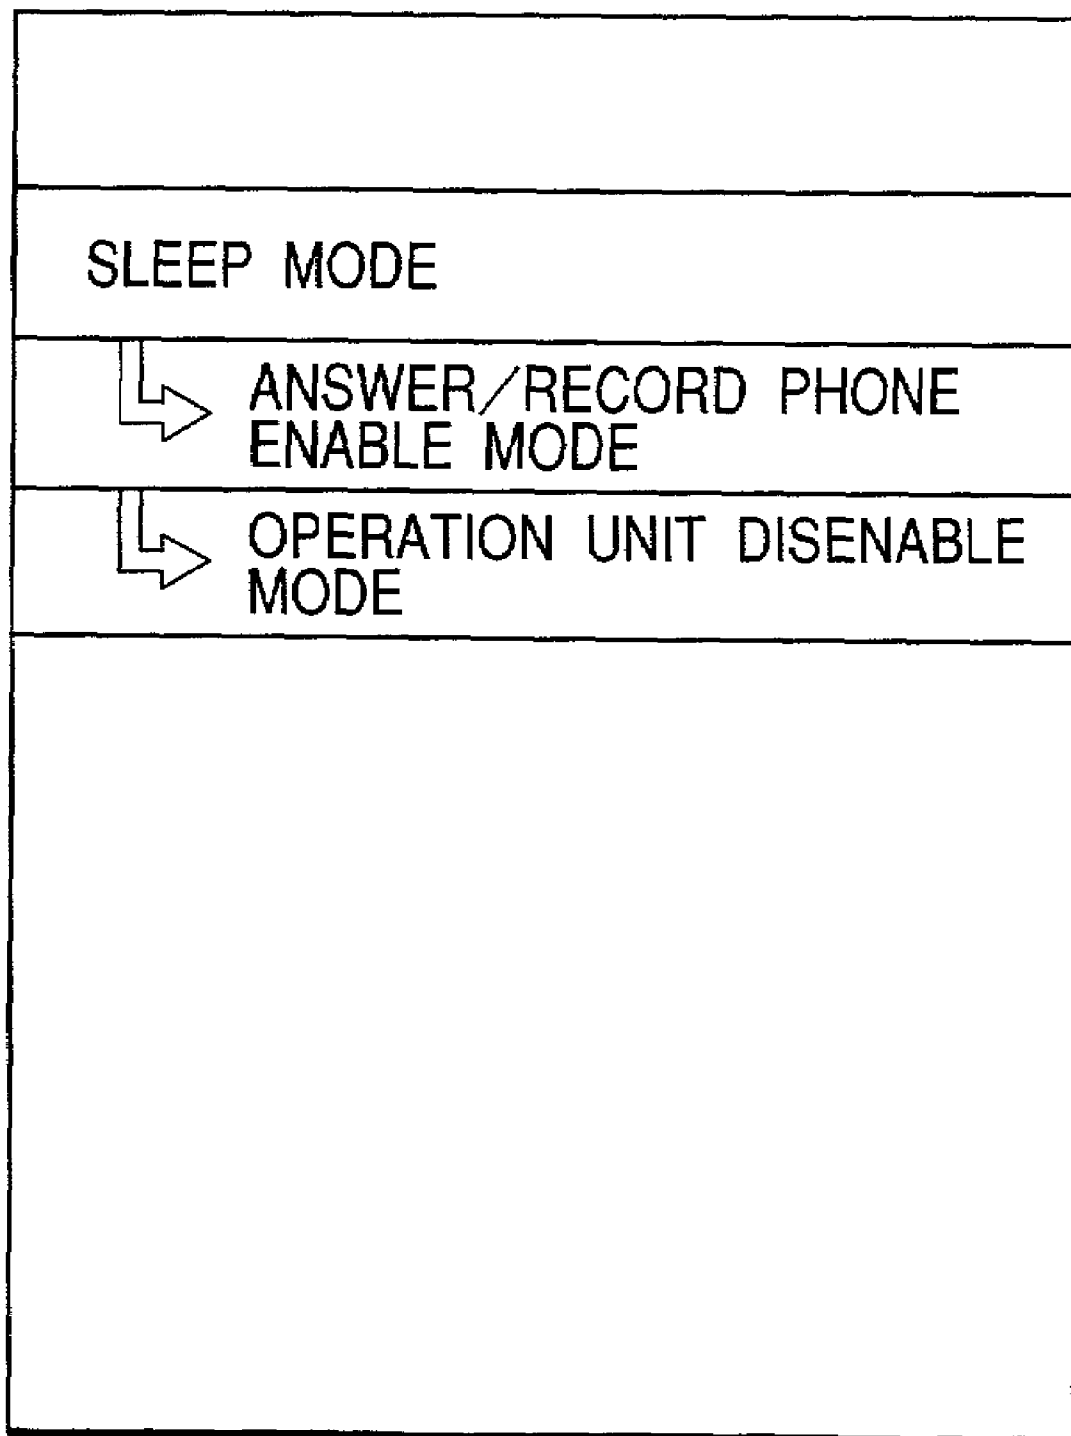 SLEEP MODE
ANSWER/RECORD PHONE
ENABLE MODE
OPERATION UNIT DISENABLE
MODE